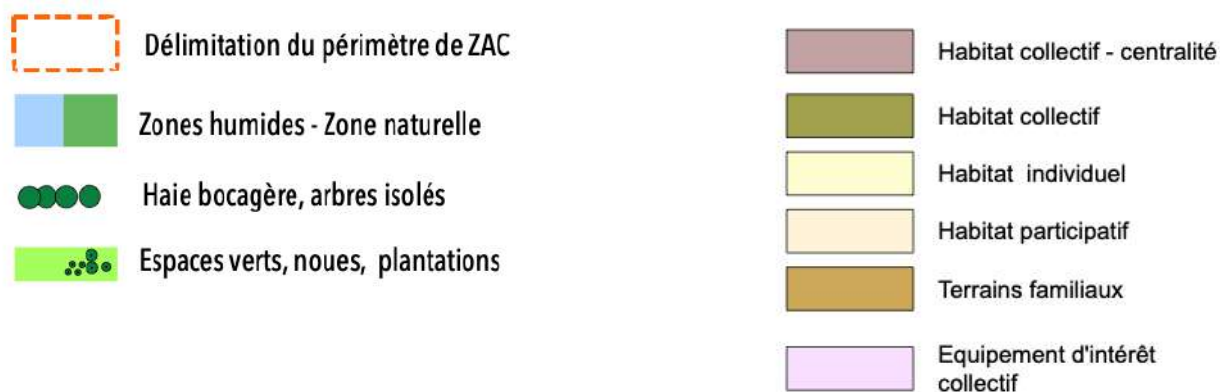 Délimitation du périmètre de ZAC
Zones humides - Zone naturelle
Haie bocagère, arbres isolés
Espaces verts, noues, plantations
Habitat collectif - centralité
Habitat collectif
Habitat individuel
Habitat participatif
Terrains familiaux
Equipement d'intérêt
collectif